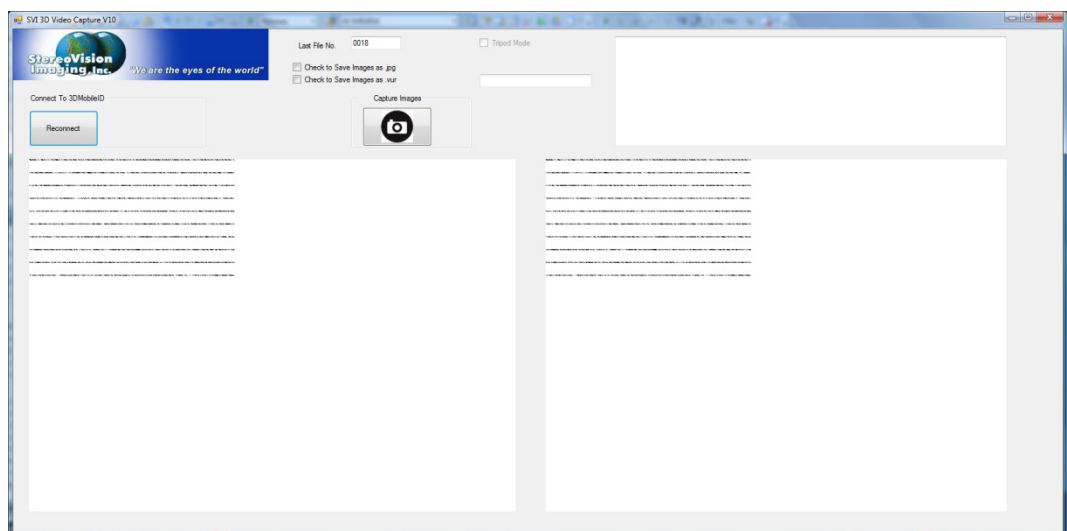 SVI 3D Video Capture V10
StereoVision
Imaging, Inc.
"We are the eyes of the world"
Last File No.
0018
Tripod Mode
Check to Save Images as .jpg
Check to Save Images as .vur
Connect To 3DMobileID
Capture Images
Reconnect